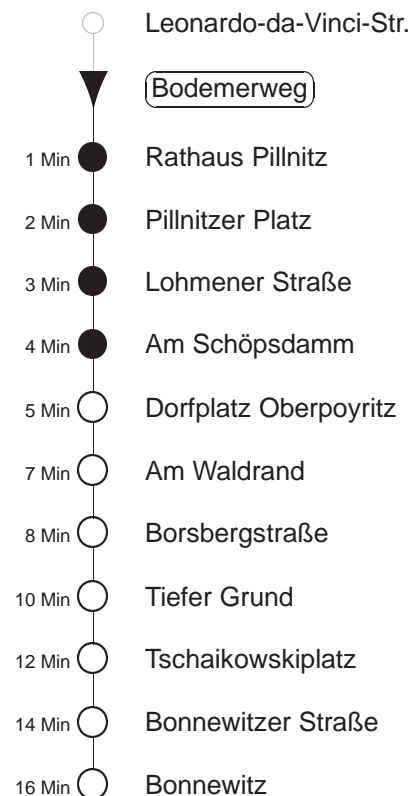 Leonardo-da-Vinci-Str.
Bodemerweg
1 Min Rathaus Pillnitz
2 Min Pillnitzer Platz
3 Min Lohmener Straße
4 Min Am Schöpsdamm
5 Min Dorfplatz Oberpoyritz
7 Min Am Waldrand
8 Min Borsbergstraße
10 Min Tiefer Grund
12 Min Tschaikowskiplatz
14 Min Bonnewitzer Straße
16 Min Bonnewitz